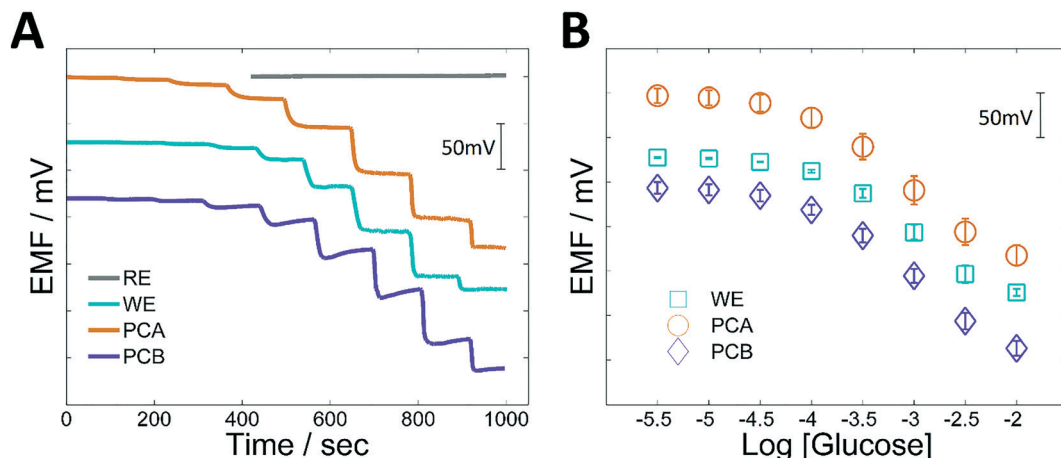 A
EMF / mV
50mV
RE
WE
PCA
PCB
0 200 400 600 800 1000
Time / sec
B
EMF / mV
50mV
WE
PCA
PCB
-5.5 -5 -4.5 -4 -3.5 -3 -2.5 -2
Log [Glucose]